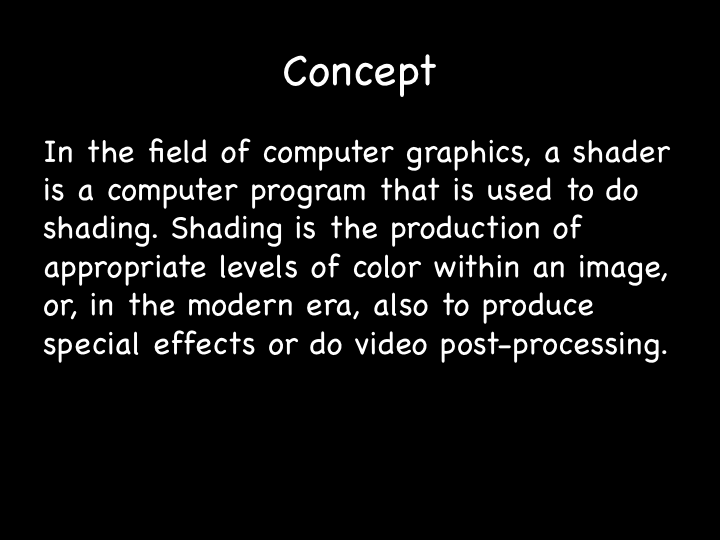 Concept
In the field of computer graphics, a shader
is a computer program that is used to do
shading. Shading is the production of
appropriate levels of color within an image,
or, in the modern era, also to produce
special effects or do video post-processing.